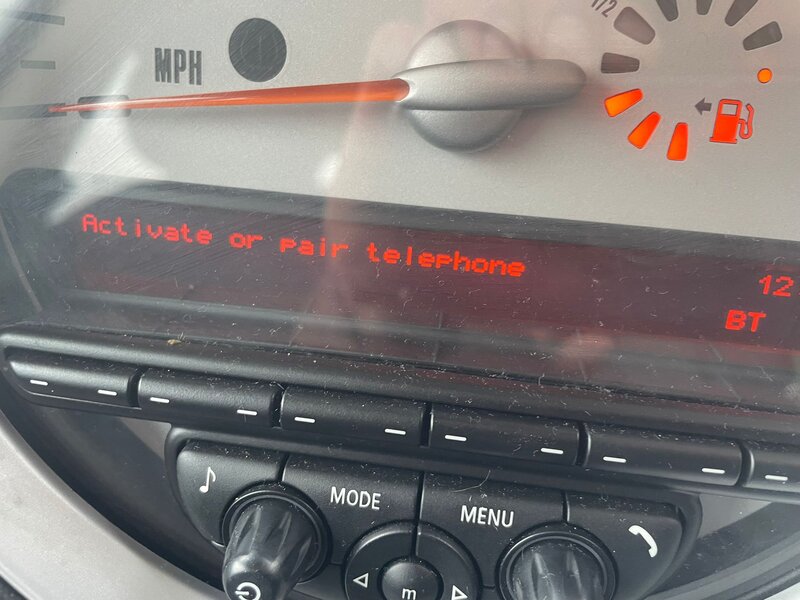 1/2
MPH
Activate or pair telephone
12
BT
MODE
MENU
m